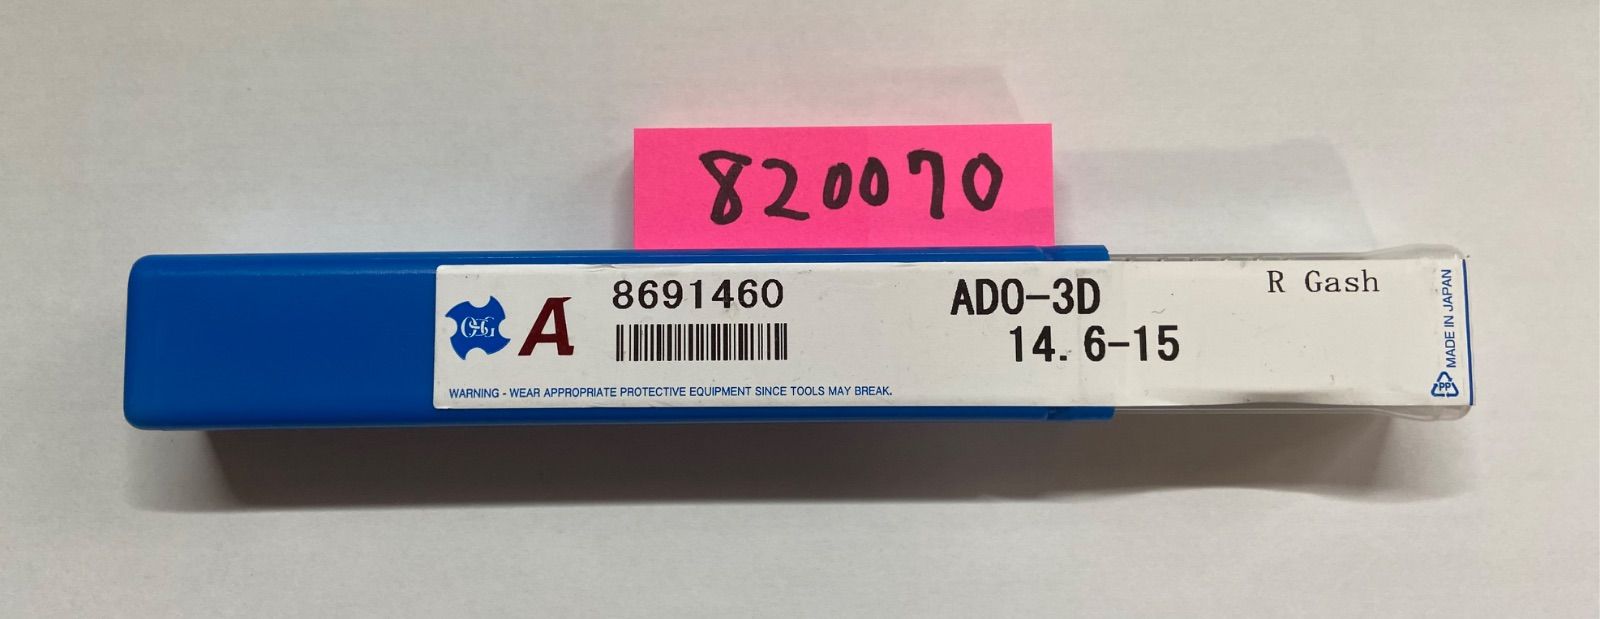 820070
OSG
A
8691460
ADO-3D
14.6-15
R Gash
WARNING - WEAR APPROPRIATE PROTECTIVE EQUIPMENT SINCE TOOLS MAY BREAK.
MADE IN JAPAN
PP